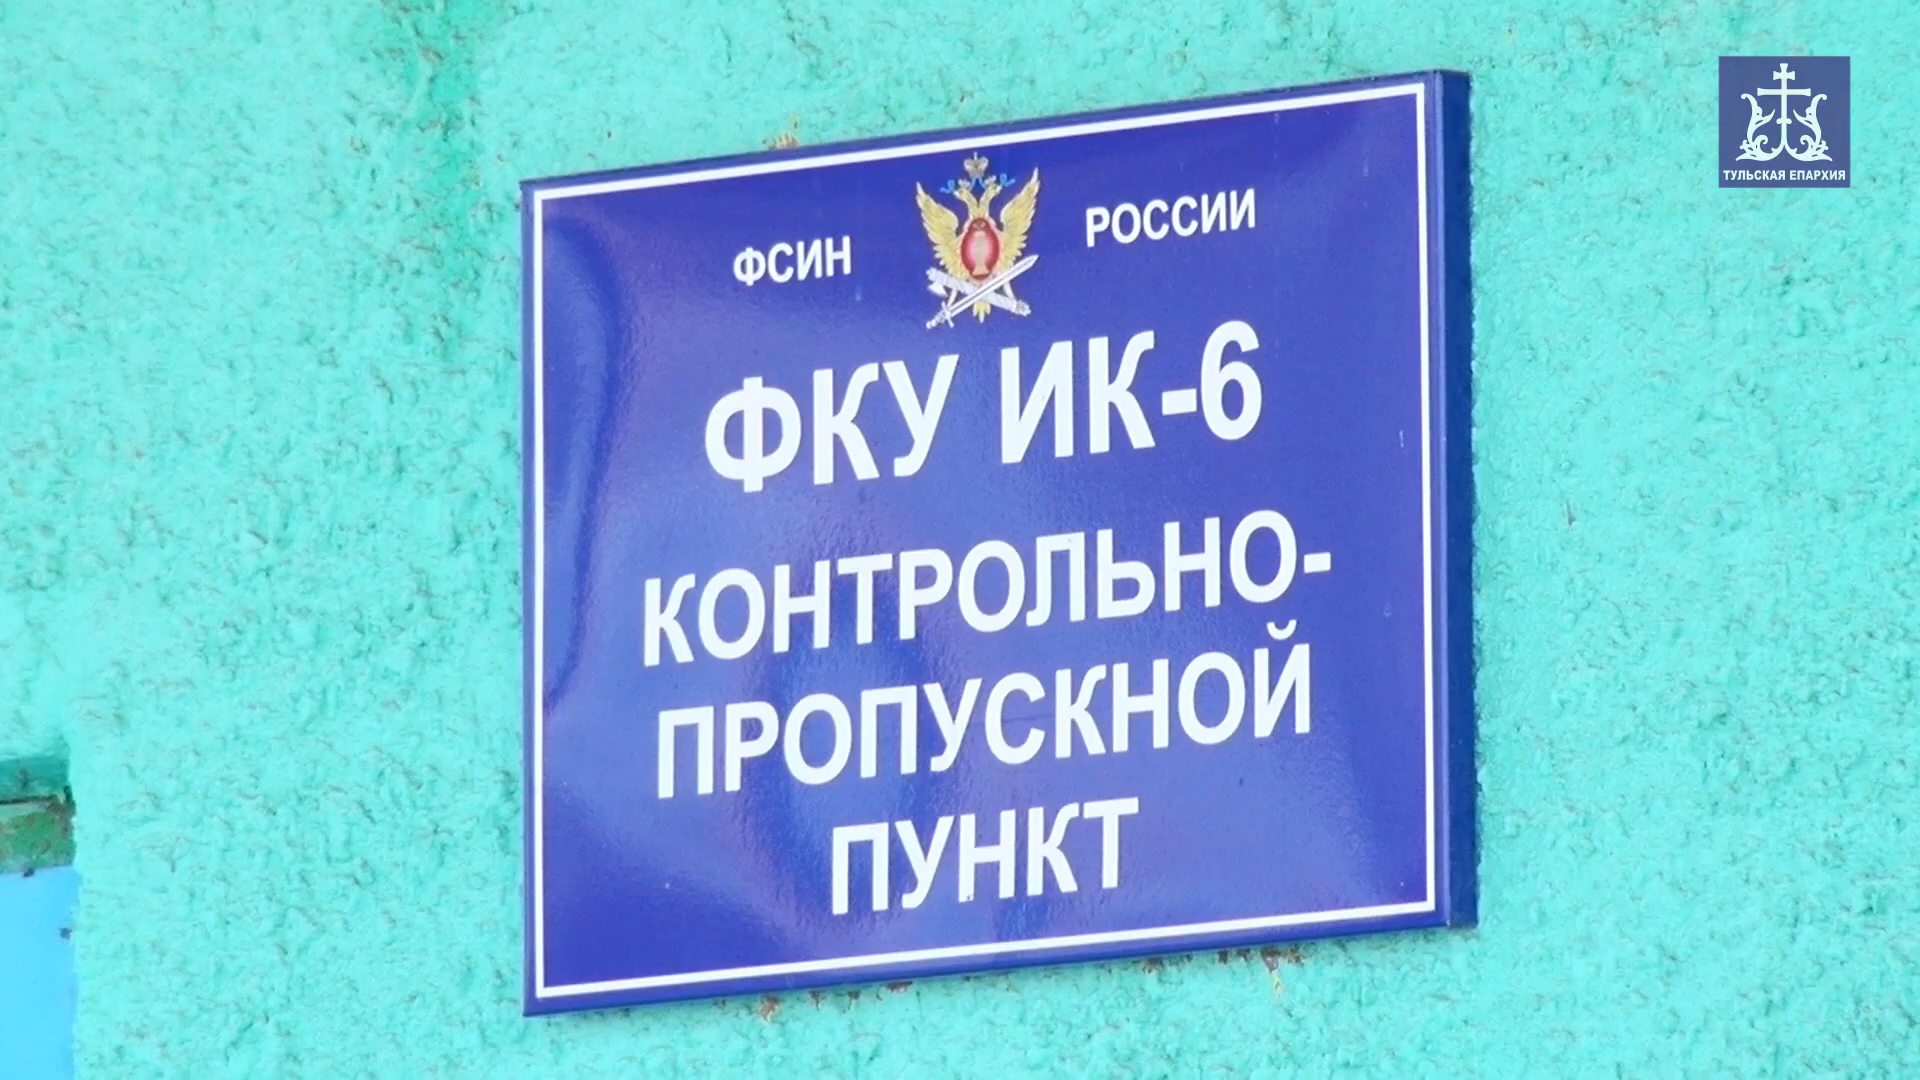 ТУЛЬСКАЯ ЕПАРХИЯ
ФСИН РОССИИ
ФКУ ИК-6
КОНТРОЛЬНО-
ПРОПУСКНОЙ
ПУНКТ